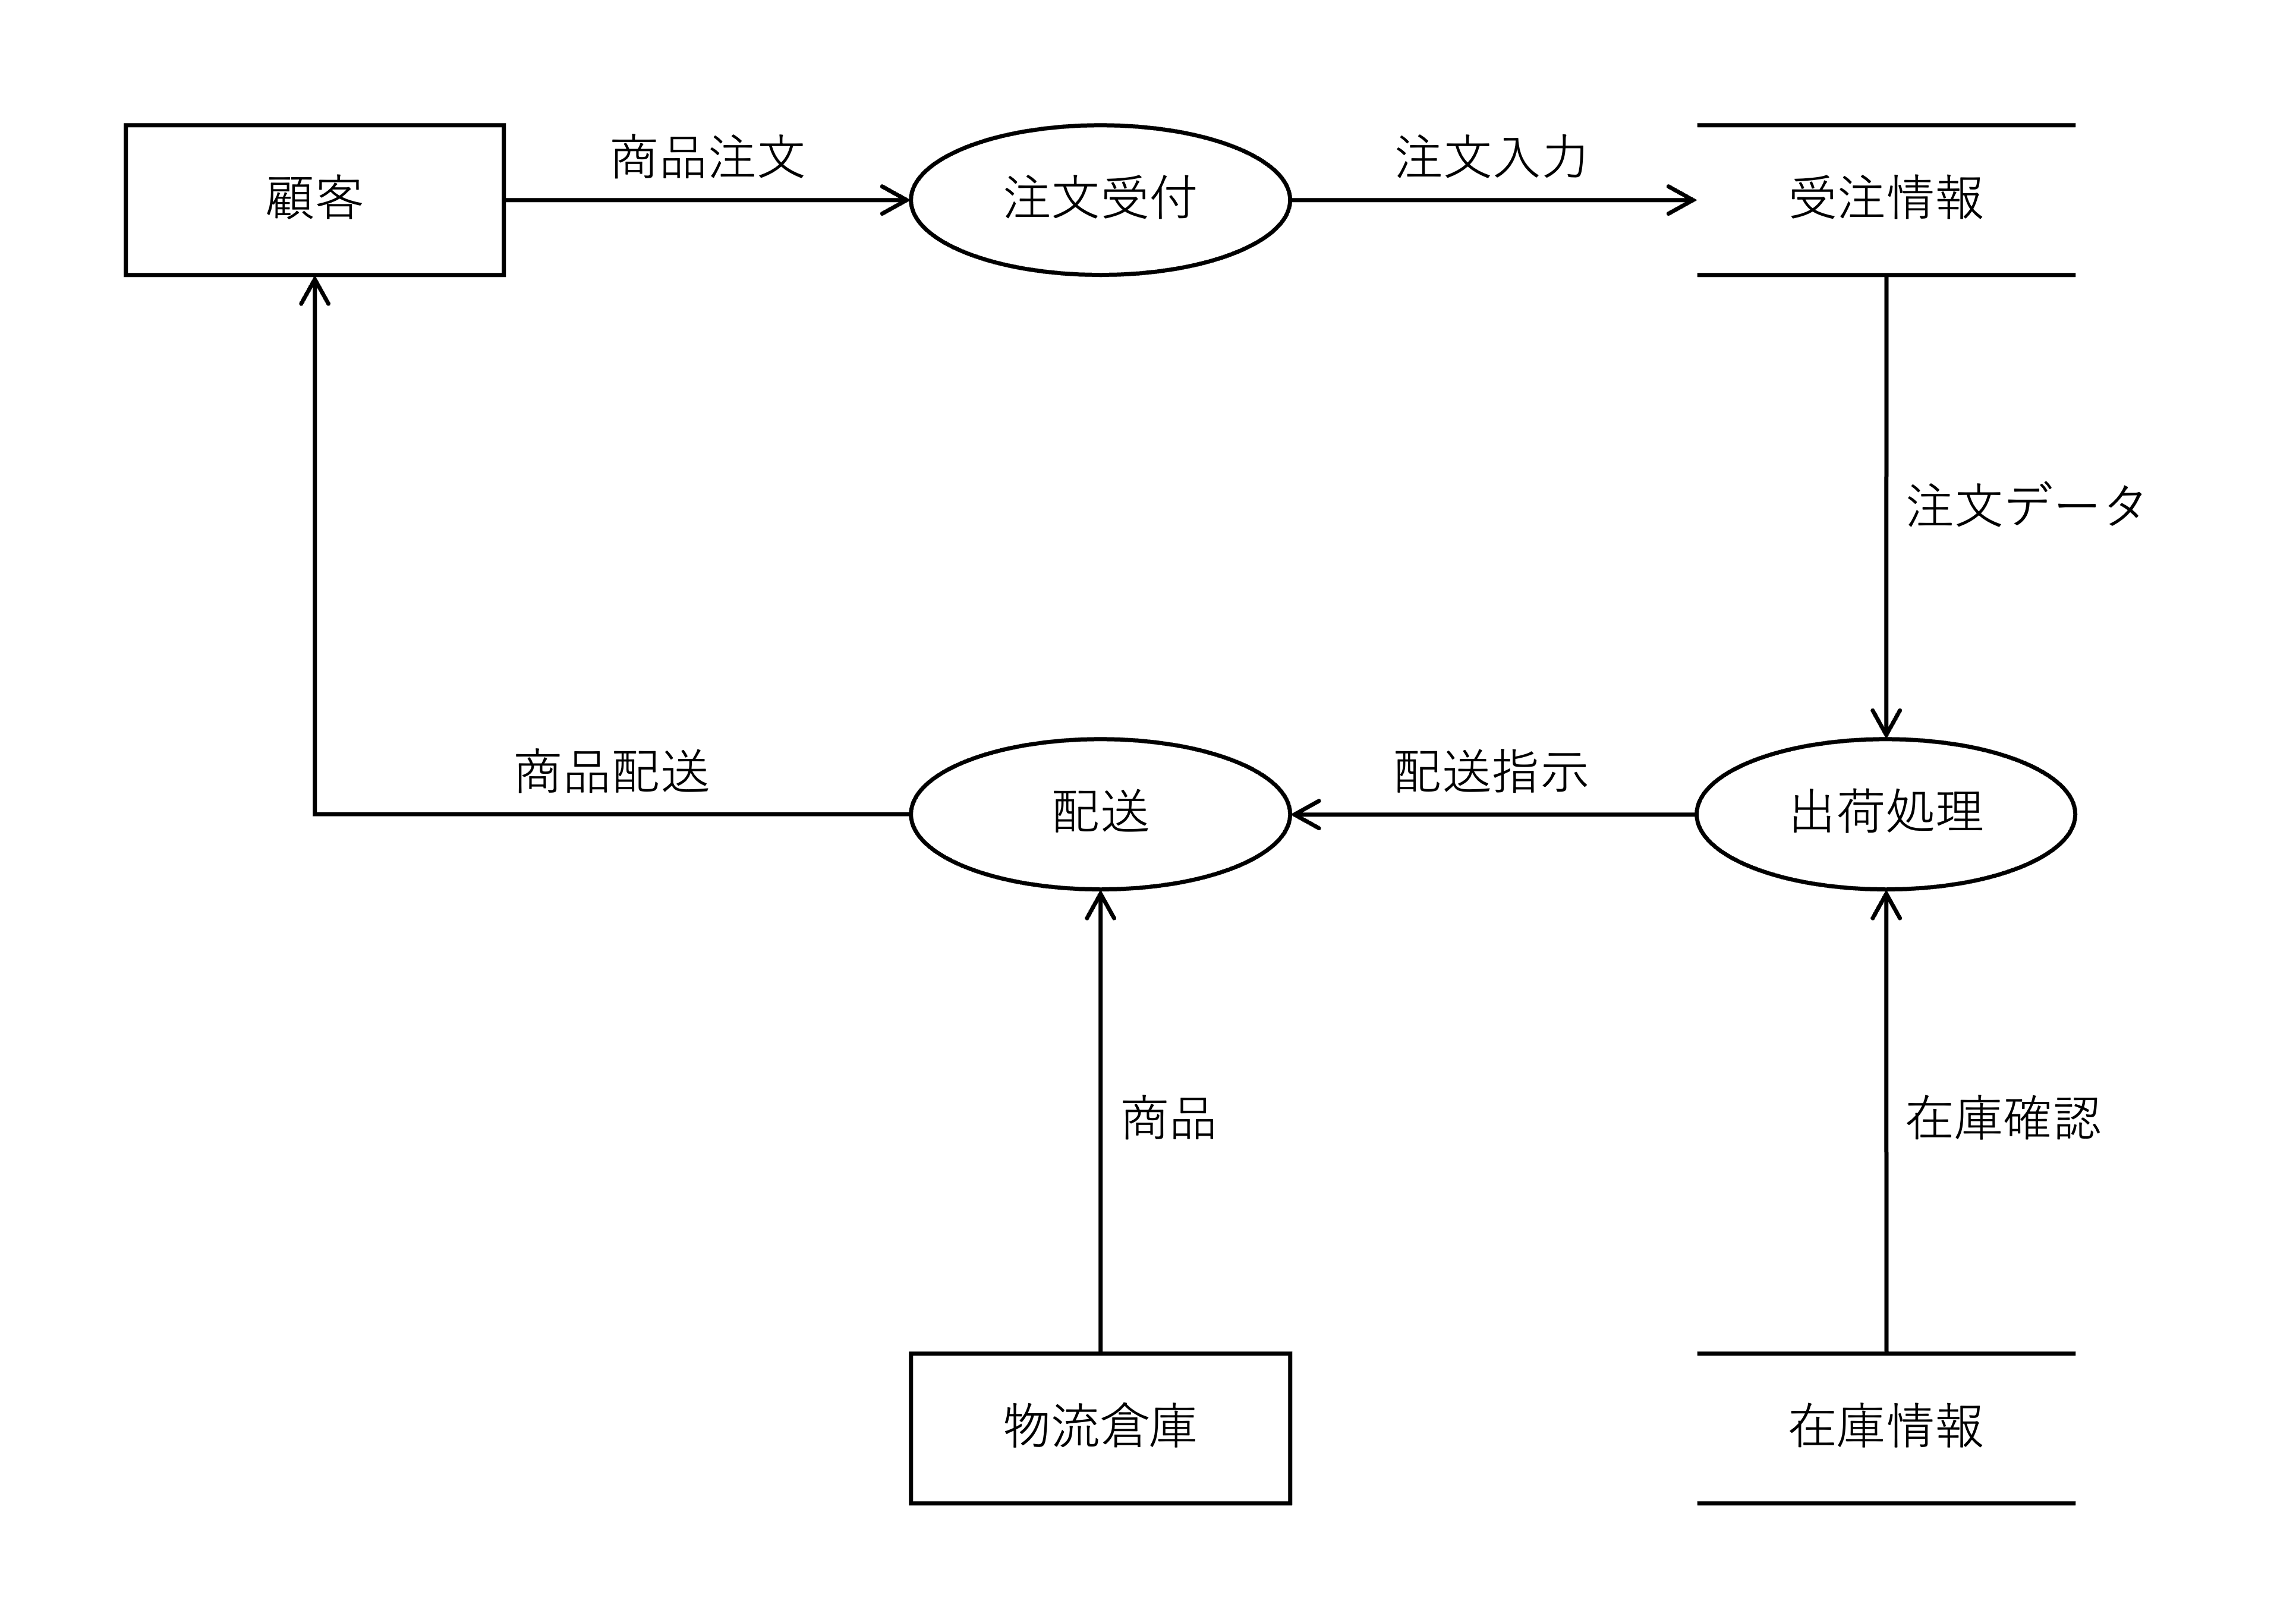 顧客
商品注文
注文受付
注文入力
受注情報
注文データ
商品配送
配送
配送指示
出荷処理
商品
在庫確認
物流倉庫
在庫情報